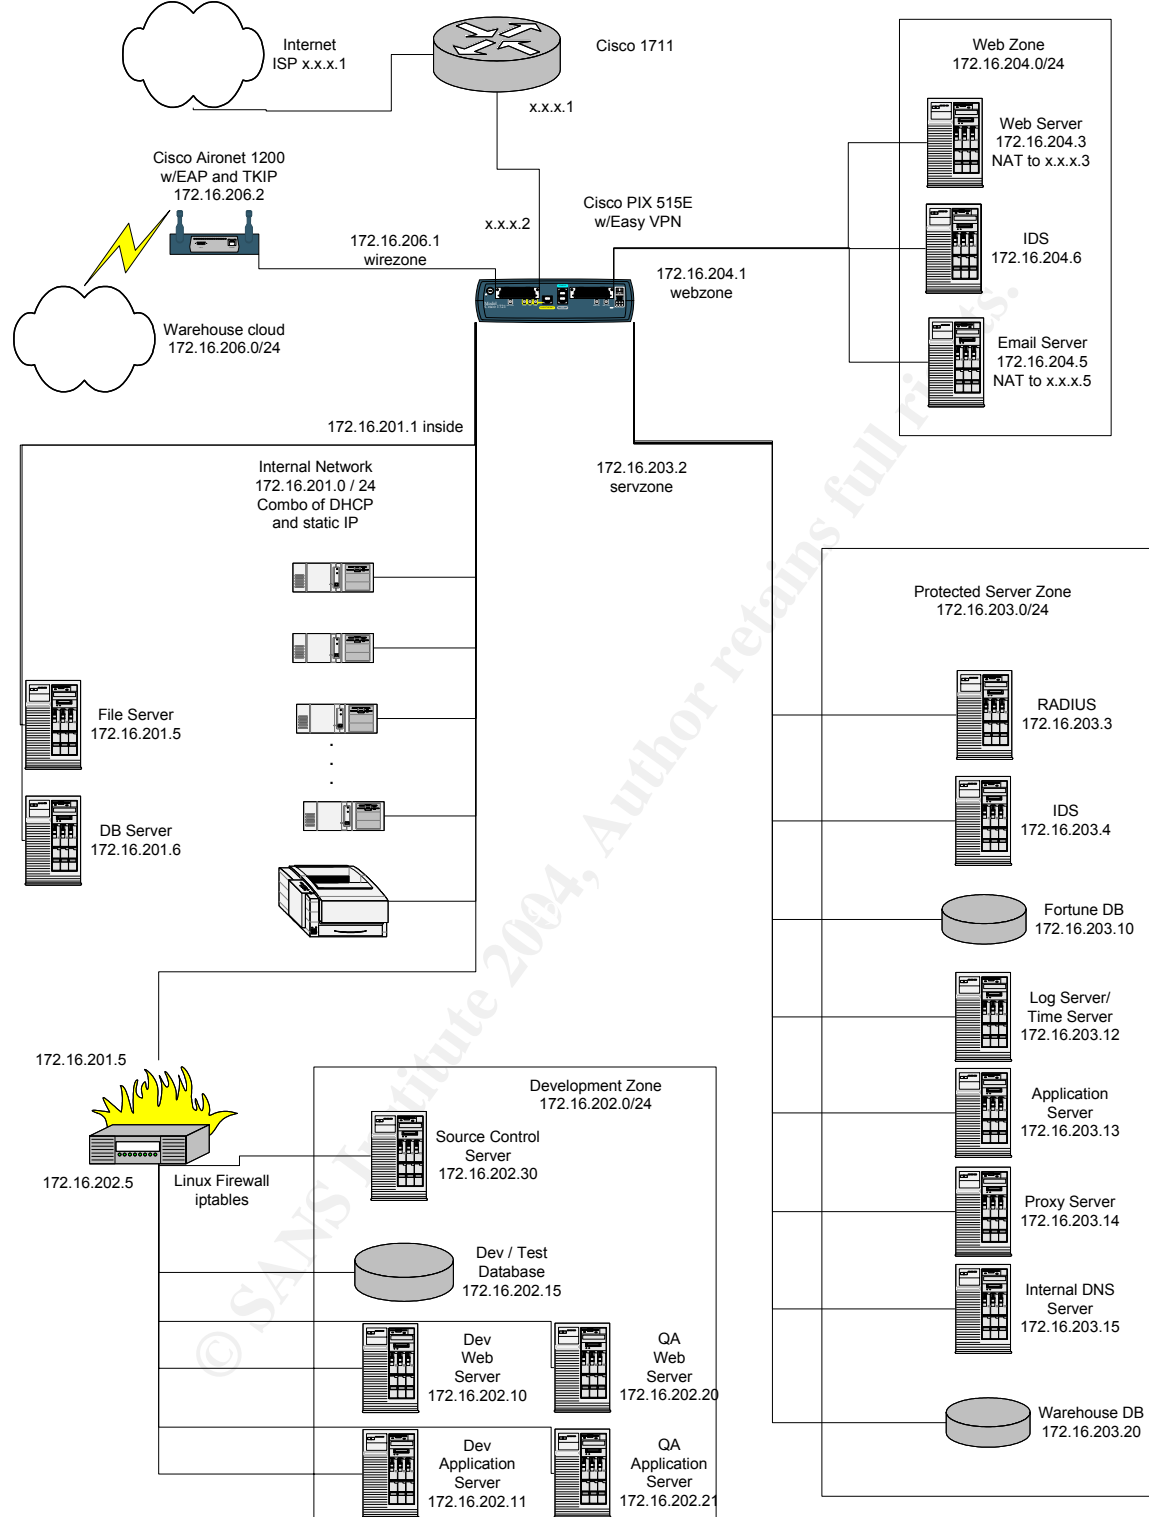 Internet
ISP x.x.x.1
Cisco 1711
x.x.x.1
Web Zone
172.16.204.0/24
Web Server
172.16.204.3
NAT to x.x.x.3
IDS
172.16.204.6
Email Server
172.16.204.5
NAT to x.x.x.5
Cisco Aironet 1200
w/EAP and TKIP
172.16.206.2
x.x.x.2
Cisco PIX 515E
w/Easy VPN
172.16.206.1
wirezone
172.16.204.1
webzone
Warehouse cloud
172.16.206.0/24
172.16.201.1 inside
172.16.203.2
servzone
Internal Network
172.16.201.0 / 24
Combo of DHCP
and static IP
File Server
172.16.201.5
DB Server
172.16.201.6
Protected Server Zone
172.16.203.0/24
RADIUS
172.16.203.3
IDS
172.16.203.4
Fortune DB
172.16.203.10
Log Server/
Time Server
172.16.203.12
Application
Server
172.16.203.13
Proxy Server
172.16.203.14
Internal DNS
Server
172.16.203.15
Warehouse DB
172.16.203.20
172.16.201.5
172.16.202.5
Linux Firewall
iptables
Development Zone
172.16.202.0/24
Source Control
Server
172.16.202.30
Dev / Test
Database
172.16.202.15
Dev
Web
Server
172.16.202.10
QA
Web
Server
172.16.202.20
Dev
Application
Server
172.16.202.11
QA
Application
Server
172.16.202.21
© SANS Institute 2004, Author retains full rights.